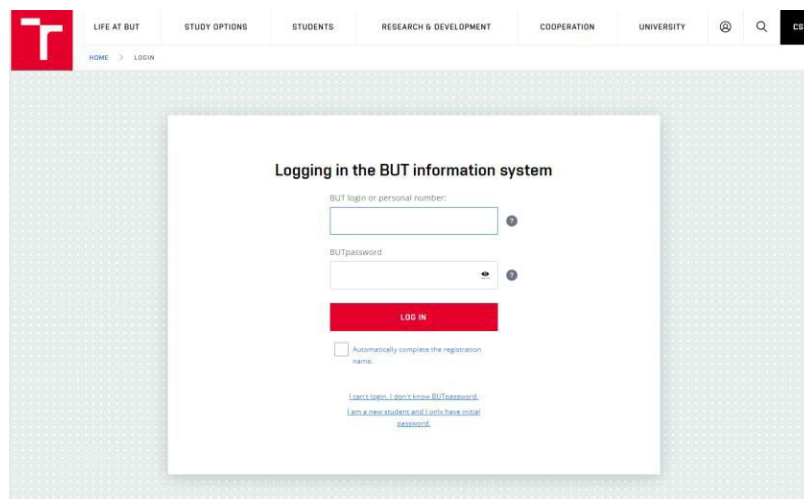 LIFE AT BUT STUDY OPTIONS STUDENTS RESEARCH & DEVELOPMENT COOPERATION UNIVERSITY CS
HOME > LOGIN
Logging in the BUT information system
BUT login or personal number:
?
BUTpassword
?
LOG IN
Automatically complete the registration
name.
I can't login. I don't know BUTpassword.
I am a new student and I only have initial
password.